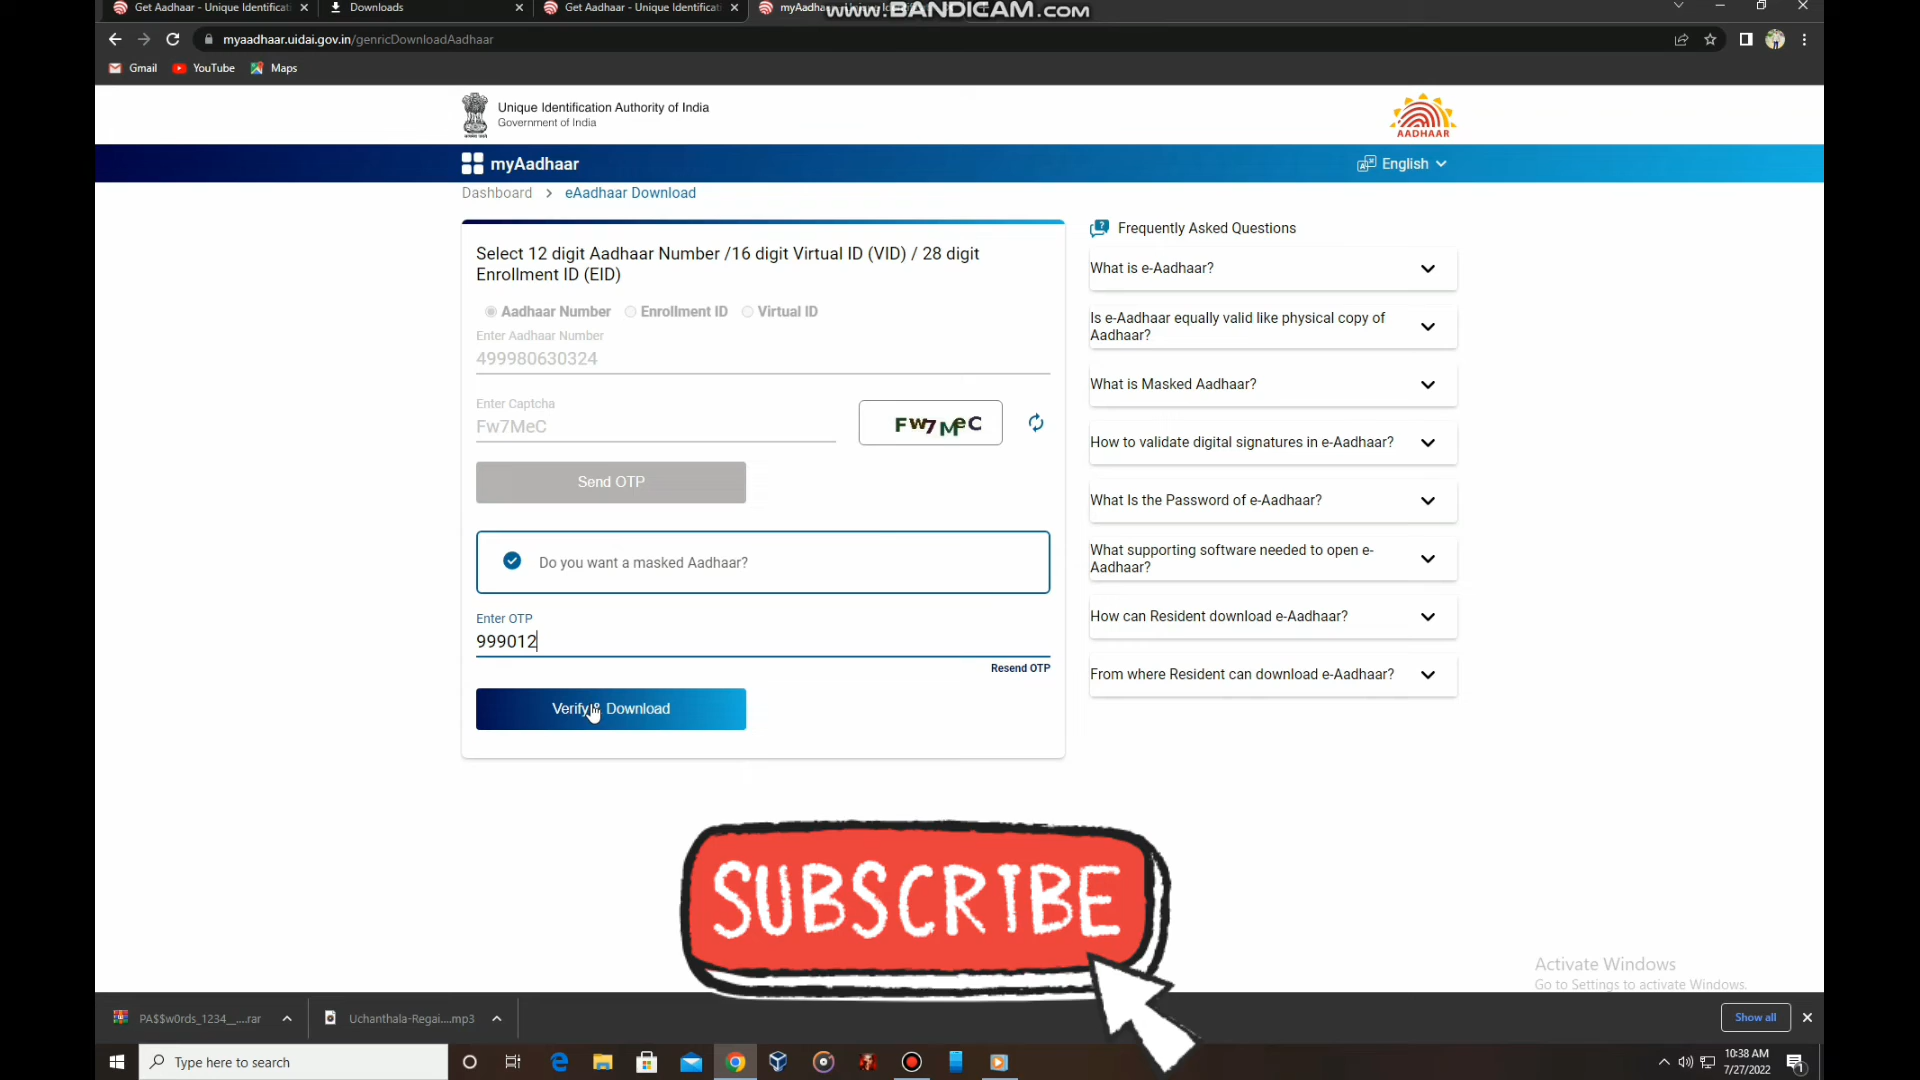 www.BANDICAM.com
Get Aadhaar - Unique Identificati
Downloads
Get Aadhaar - Unique Identificati
myAadhaa
myaadhaar.uidai.gov.in/genricDownloadAadhaar
Gmail
YouTube
Maps
Unique Identification Authority of India
Government of India
AADHAAR
myAadhaar
English
Dashboard > eAadhaar Download
Select 12 digit Aadhaar Number /16 digit Virtual ID (VID) / 28 digit
Enrollment ID (EID)
Aadhaar Number
Enrollment ID
Virtual ID
Enter Aadhaar Number
499980630324
Enter Captcha
Fw7MeC
Fw7MeC
Send OTP
Do you want a masked Aadhaar?
Enter OTP
999012
Resend OTP
Verify & Download
Frequently Asked Questions
What is e-Aadhaar?
Is e-Aadhaar equally valid like physical copy of
Aadhaar?
What is Masked Aadhaar?
How to validate digital signatures in e-Aadhaar?
What Is the Password of e-Aadhaar?
What supporting software needed to open e-
Aadhaar?
How can Resident download e-Aadhaar?
From where Resident can download e-Aadhaar?
SUBSCRIBE
Activate Windows
Go to Settings to activate Windows.
PA$$w0rds_1234__....rar
Uchanthala-Regai....mp3
Show all
Type here to search
10:38 AM
7/27/2022
1